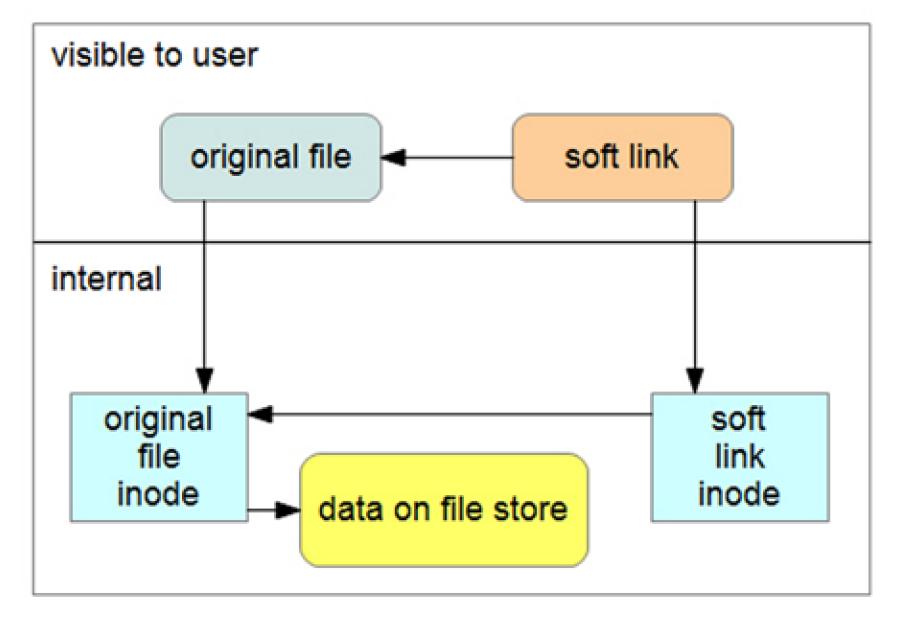 visible to user
original file
soft link
internal
original
file
inode
soft
link
inode
data on file store